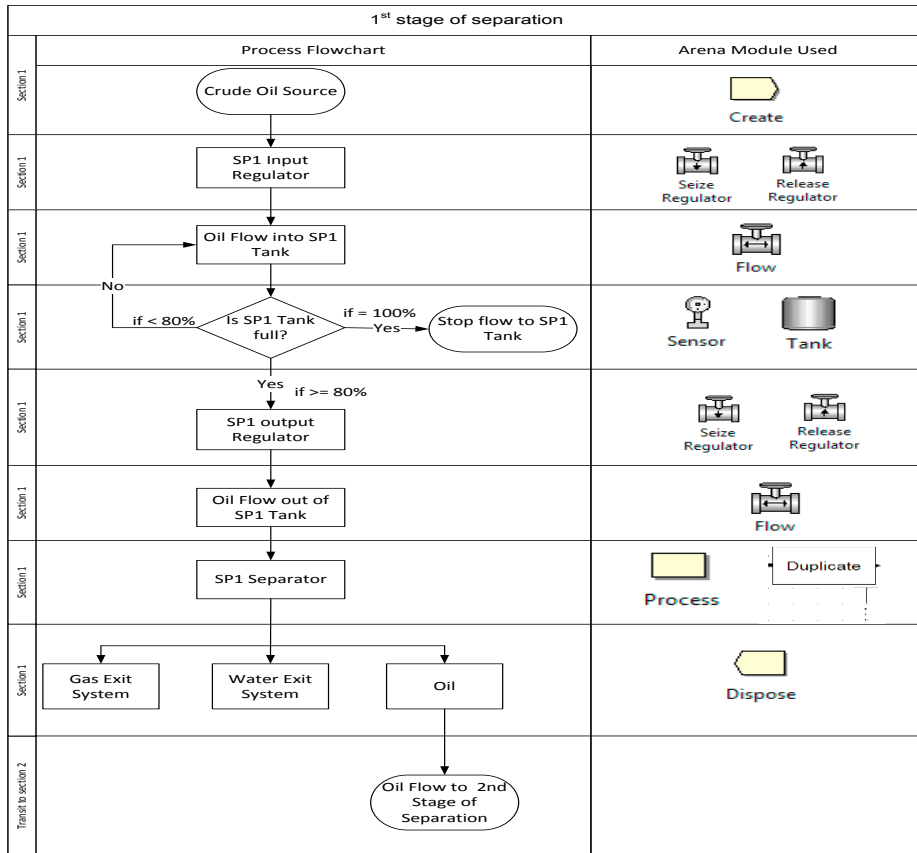 1st stage of separation
Process Flowchart
Arena Module Used
Section 1
Crude Oil Source
Create
Section 1
SP1 Input
Regulator
Seize
Regulator
Release
Regulator
Section 1
Oil Flow into SP1
Tank
Flow
No
Section 1
if < 80%
Is SP1 Tank
full?
if = 100%
Yes
Stop flow to SP1
Tank
Sensor
Tank
Yes
if >= 80%
Section 1
SP1 output
Regulator
Seize
Regulator
Release
Regulator
Section 1
Oil Flow out of
SP1 Tank
Flow
Section 1
SP1 Separator
Process
Duplicate
Section 1
Gas Exit
System
Water Exit
System
Oil
Dispose
Transit to section 2
Oil Flow to 2nd
Stage of
Separation